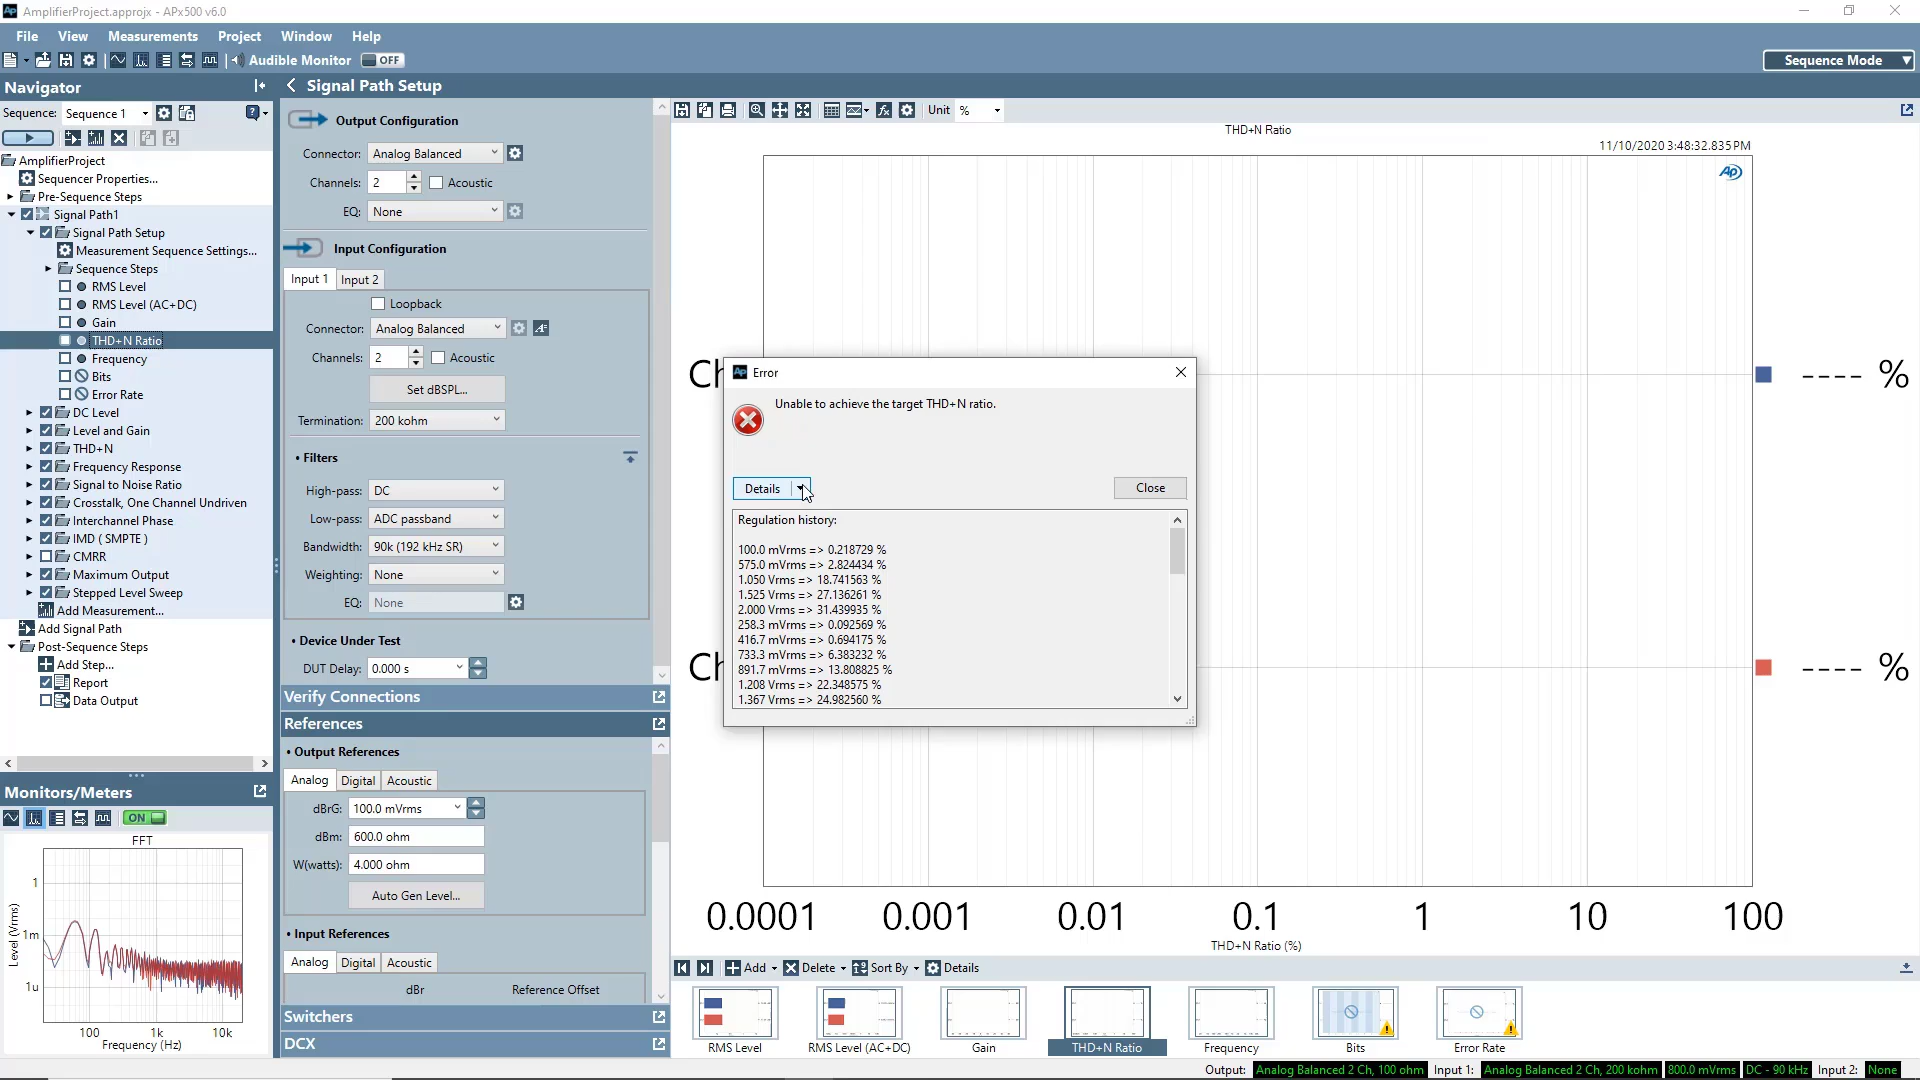 AmplifierProject.approjx - APx500 v6.0
File View Measurements Project Window Help
Audible Monitor OFF
Sequence Mode
Navigator
Sequence: Sequence 1
AmplifierProject
Sequencer Properties...
Pre-Sequence Steps
Signal Path1
Signal Path Setup
Measurement Sequence Settings...
Sequence Steps
RMS Level
RMS Level (AC+DC)
Gain
THD+N Ratio
Frequency
Bits
Error Rate
DC Level
Level and Gain
THD+N
Frequency Response
Signal to Noise Ratio
Crosstalk, One Channel Undriven
Interchannel Phase
IMD ( SMPTE )
CMRR
Maximum Output
Stepped Level Sweep
Add Measurement...
Add Signal Path
Post-Sequence Steps
Add Step...
Report
Data Output
Monitors/Meters
ON
FFT
Level (Vrms)
1
1m
1u
100 1k 10k
Frequency (Hz)
Signal Path Setup
Output Configuration
Connector: Analog Balanced
Channels: 2 Acoustic
EQ: None
Input Configuration
Input 1 Input 2
Loopback
Connector: Analog Balanced
Channels: 2 Acoustic
Set dBSPL...
Termination: 200 kohm
• Filters
High-pass: DC
Low-pass: ADC passband
Bandwidth: 90k (192 kHz SR)
Weighting: None
EQ: None
• Device Under Test
DUT Delay: 0.000 s
Verify Connections
References
• Output References
Analog Digital Acoustic
dBrG: 100.0 mVrms
dBm: 600.0 ohm
W(watts): 4.000 ohm
Auto Gen Level...
• Input References
Analog Digital Acoustic
dBr Reference Offset
Switchers
DCX
Unit %
THD+N Ratio
11/10/2020 3:48:32.835 PM
AP
Ch
---- %
Ch
---- %
0.0001 0.001 0.01 0.1 1 10 100
THD+N Ratio (%)
Error
Unable to achieve the target THD+N ratio.
Details
Close
Regulation history:
100.0 mVrms => 0.218729 %
575.0 mVrms => 2.824434 %
1.050 Vrms => 18.741563 %
1.525 Vrms => 27.136261 %
2.000 Vrms => 31.439935 %
258.3 mVrms => 0.092569 %
416.7 mVrms => 0.694175 %
733.3 mVrms => 6.383232 %
891.7 mVrms => 13.808825 %
1.208 Vrms => 22.348575 %
1.367 Vrms => 24.982560 %
Add Delete Sort By Details
RMS Level
RMS Level (AC+DC)
Gain
THD+N Ratio
Frequency
Bits
Error Rate
Output: Analog Balanced 2 Ch, 100 ohm Input 1: Analog Balanced 2 Ch, 200 kohm 800.0 mVrms DC - 90 kHz Input 2: None